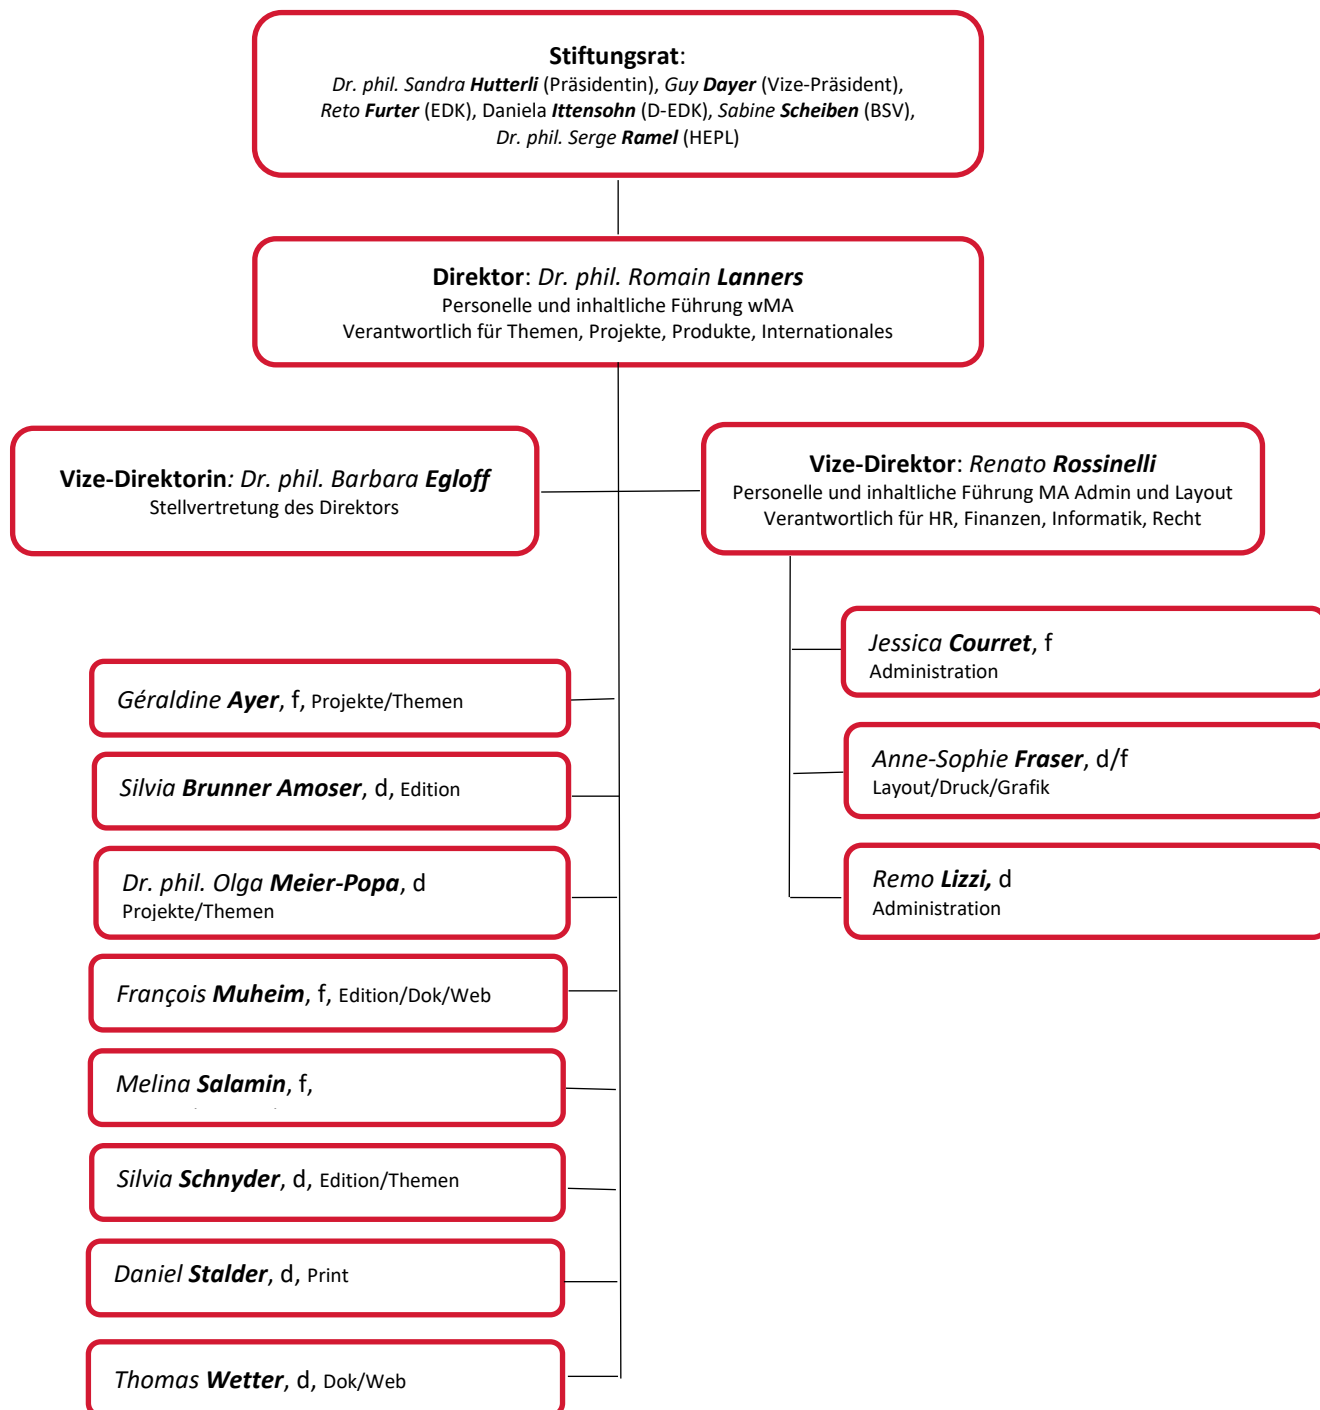 Stiftungsrat:
Dr. phil. Sandra Hutterli (Präsidentin), Guy Dayer (Vize-Präsident),
Reto Furter (EDK), Daniela Ittensohn (D-EDK), Sabine Scheiben (BSV),
Dr. phil. Serge Ramel (HEPL)
Direktor: Dr. phil. Romain Lanners
Personelle und inhaltliche Führung wMA
Verantwortlich für Themen, Projekte, Produkte, Internationales
Vize-Direktorin: Dr. phil. Barbara Egloff
Stellvertretung des Direktors
Vize-Direktor: Renato Rossinelli
Personelle und inhaltliche Führung MA Admin und Layout
Verantwortlich für HR, Finanzen, Informatik, Recht
Géraldine Ayer, f, Projekte/Themen
Silvia Brunner Amoser, d, Edition
Dr. phil. Olga Meier-Popa, d
Projekte/Themen
François Muheim, f, Edition/Dok/Web
Melina Salamin, f,
Silvia Schnyder, d, Edition/Themen
Daniel Stalder, d, Print
Thomas Wetter, d, Dok/Web
Jessica Courret, f
Administration
Anne-Sophie Fraser, d/f
Layout/Druck/Grafik
Remo Lizzi, d
Administration